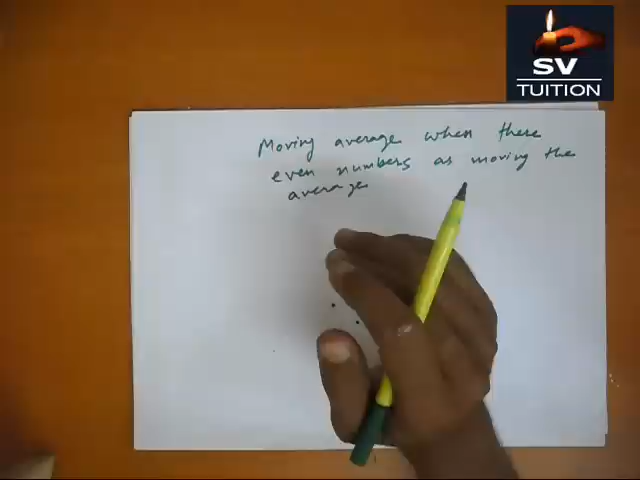 SV
TUITION
Moving average when there
even numbers as moving the
average